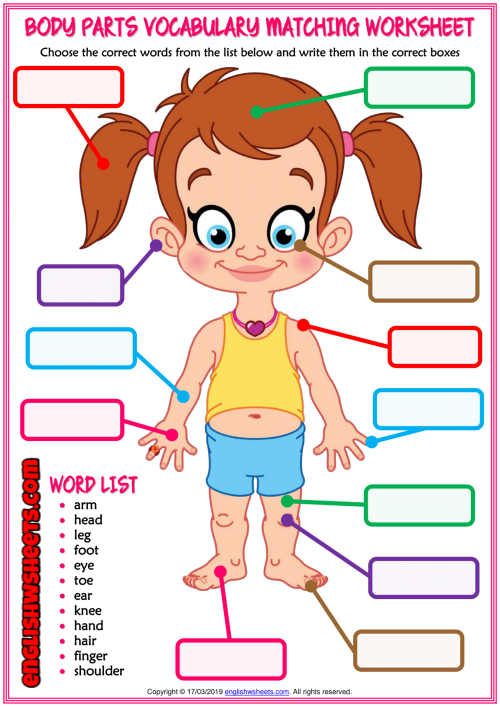 BODY PARTS VOCABULARY MATCHING WORKSHEET
Choose the correct words from the list below and write them in the correct boxes
WORD LIST
• arm
• head
• leg
• foot
• eye
• toe
• ear
• knee
• hand
• hair
• finger
• shoulder
ENGLISHWSHEETS.COM
Copyright © 17/03/2019 englishwsheets.com. All rights reserved.